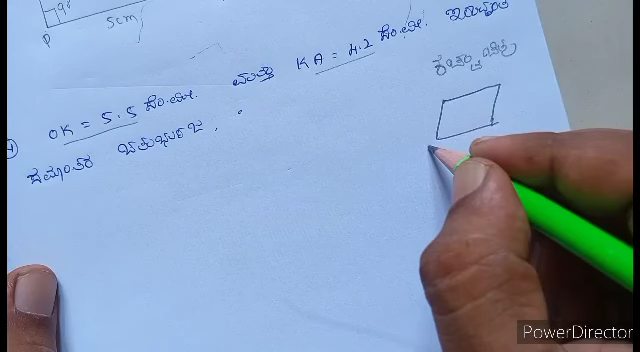 P 5cm
4) OK = 5.5 ಸೆಂ.ಮೀ. ಮತ್ತು KA = 4.2 ಸೆಂ.ಮೀ. ಇರುವಂತೆ
ಸಮಾಂತರ ಚತುರ್ಭುಜ.
ಕಚ್ಚಾ ಚಿತ್ರ
PowerDirector